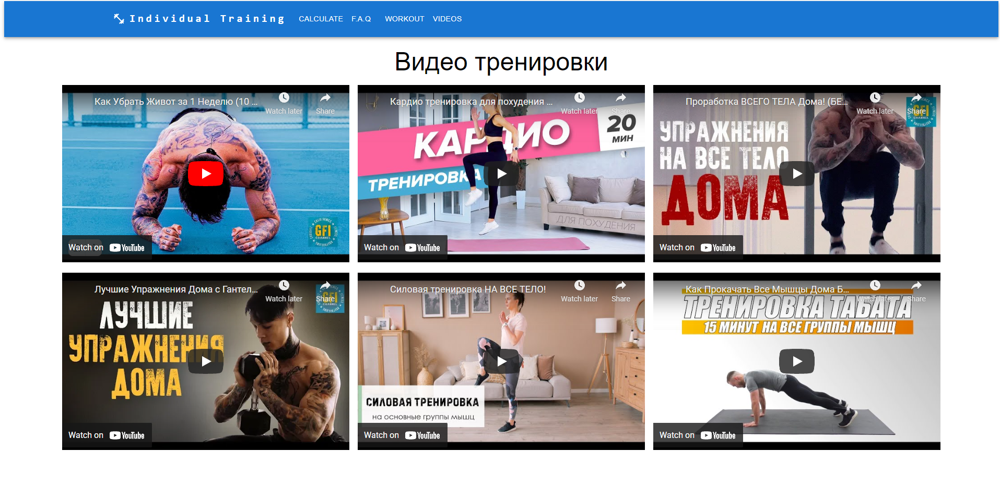 Individual Training CALCULATE F.A.Q WORKOUT VIDEOS
Видео тренировки
Как Убрать Живот за 1 Неделю (10 ...
Watch later
Share
GFI
CHANNEL
Watch on YouTube
Кардио тренировка для похудения ...
Watch later
Share
КАРДИО
20
МИН
ТРЕНИРОВКА
ДЛЯ ПОХУДЕНИЯ
Watch on YouTube
Проработка ВСЕГО ТЕЛА Дома! (БЕ...
Watch later
Share
GFI
CHANNEL
УПРАЖНЕНИЯ
НА ВСЕ ТЕЛО
ДОМА
Watch on YouTube
Лучшие Упражнения Дома с Гантел...
Watch later
Share
GFI
CHANNEL
ЛУЧШИЕ
УПРАЖНЕНИЯ
ДОМА
Watch on YouTube
Силовая тренировка НА ВСЕ ТЕЛО!
Watch later
Share
СИЛОВАЯ ТРЕНИРОВКА
на основные группы мышц
Watch on YouTube
Как Прокачать Все Мышцы Дома Б...
Watch later
Share
ТРЕНИРОВКА ТАБАТА
15 МИНУТ НА ВСЕ ГРУППЫ МЫШЦ
Watch on YouTube